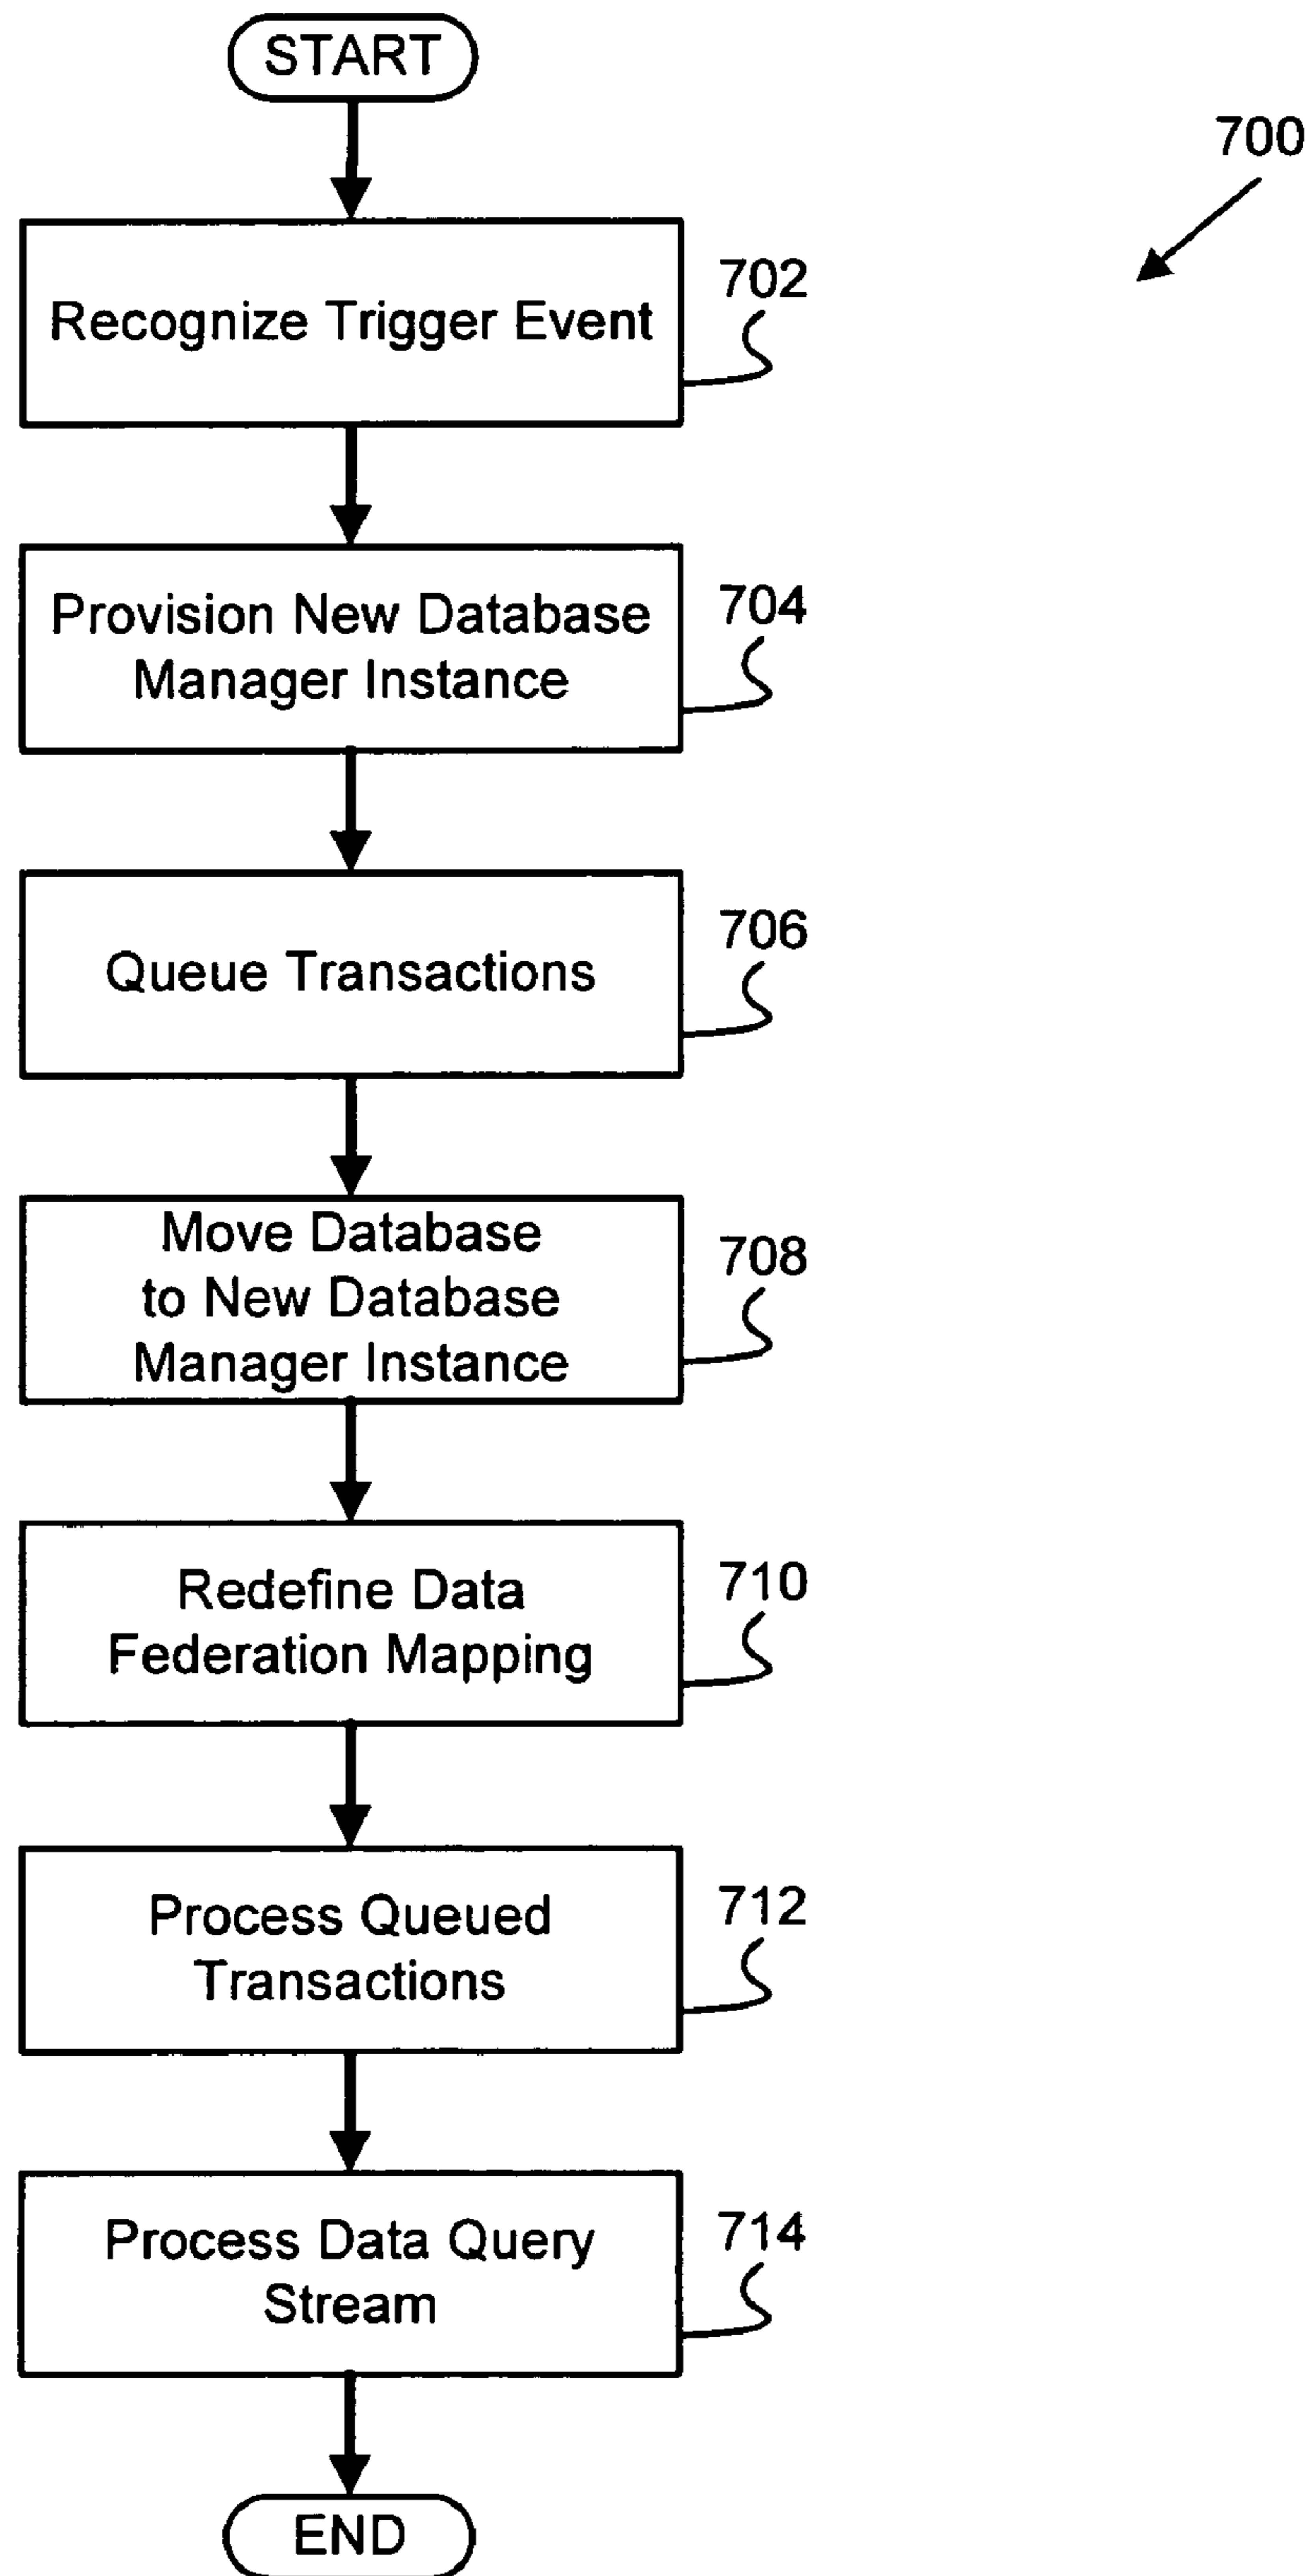 START
700
702
Recognize Trigger Event
704
Provision New Database
Manager Instance
706
Queue Transactions
708
Move Database
to New Database
Manager Instance
710
Redefine Data
Federation Mapping
712
Process Queued
Transactions
714
Process Data Query
Stream
END